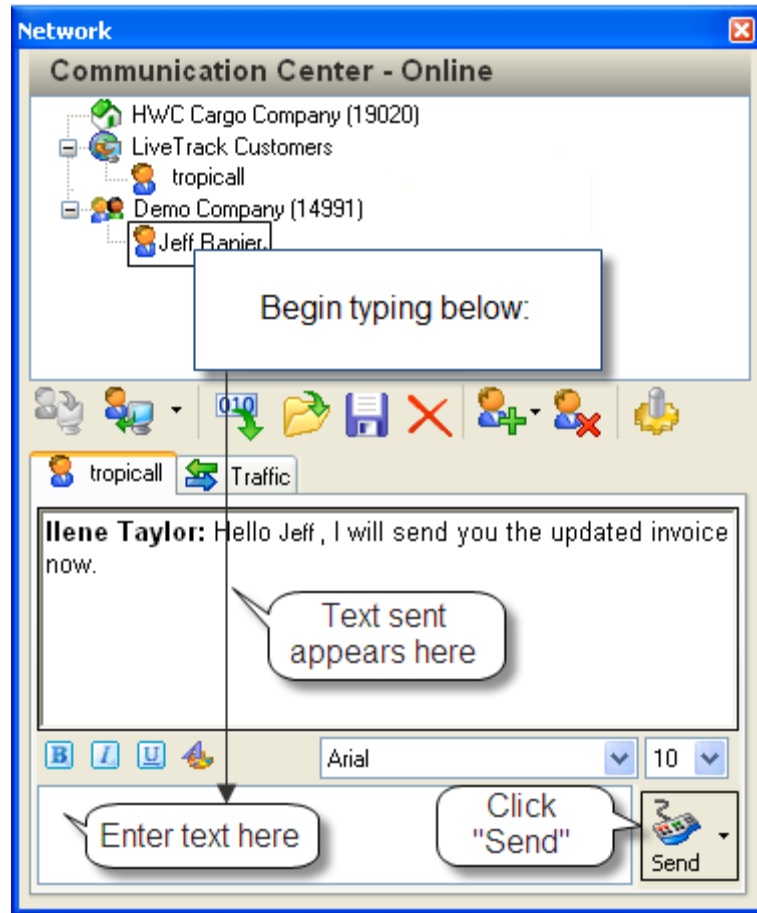 Network
Communication Center - Online
HWC Cargo Company (19020)
LiveTrack Customers
tropicall
Demo Company (14991)
Jeff Ranier
Begin typing below:
010
tropicall
Traffic
Ilene Taylor: Hello Jeff , I will send you the updated invoice
now.
Text sent
appears here
B I U A
Arial
10
Enter text here
Click
"Send"
Send